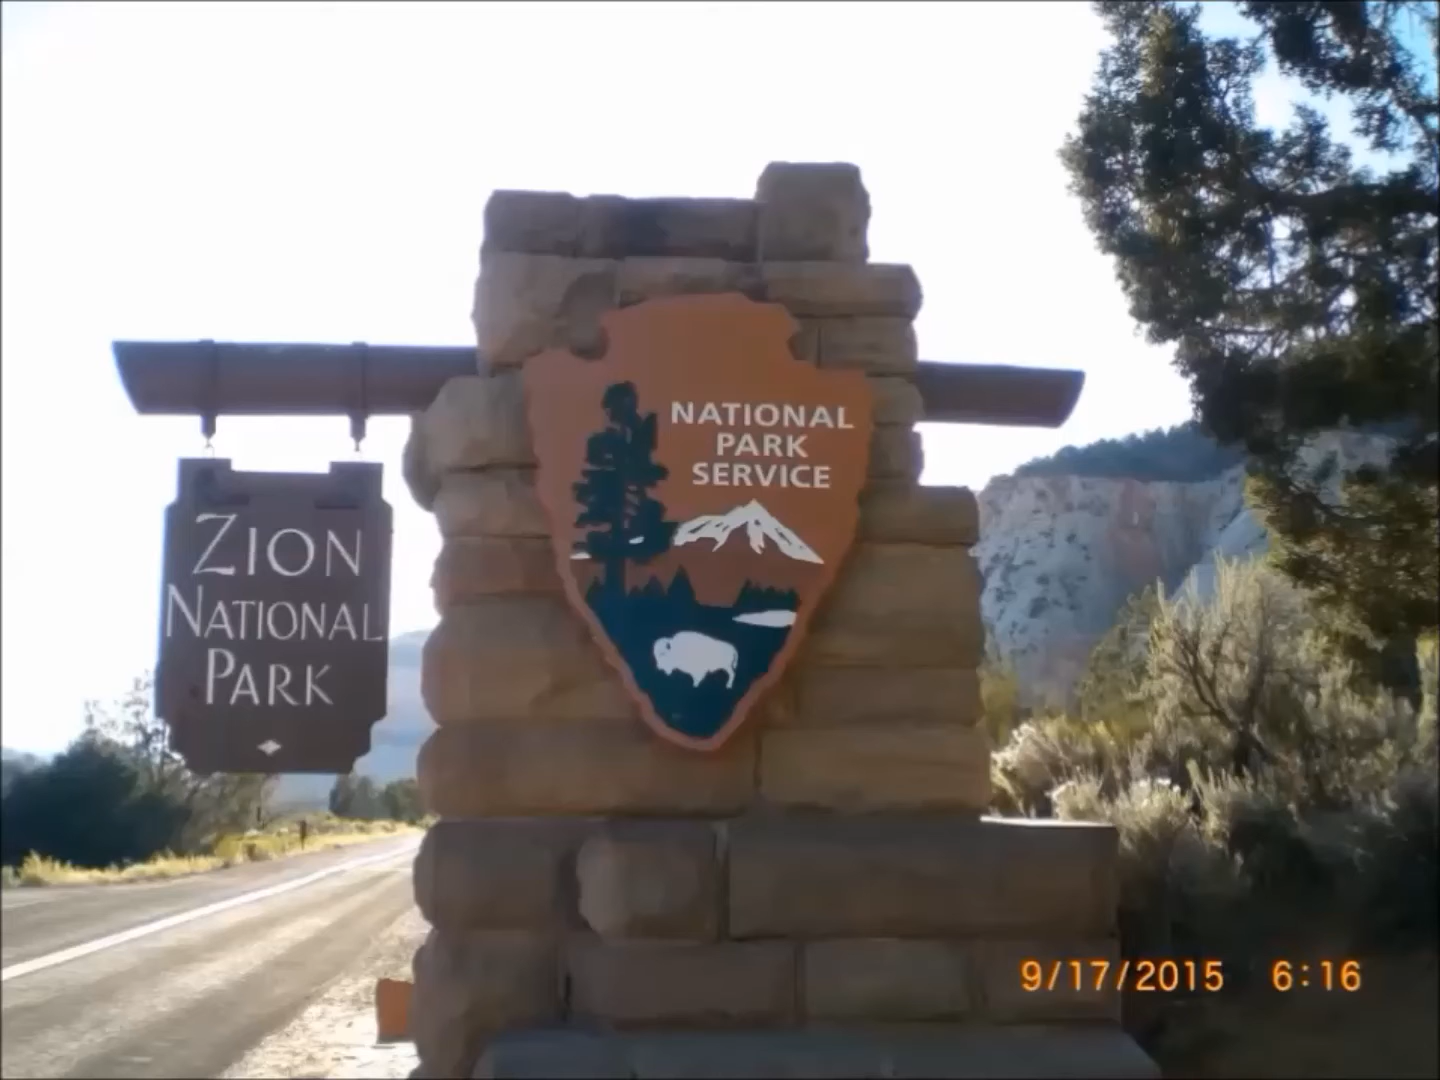 ZION
NATIONAL
PARK
NATIONAL
PARK
SERVICE
9/17/2015 6:16